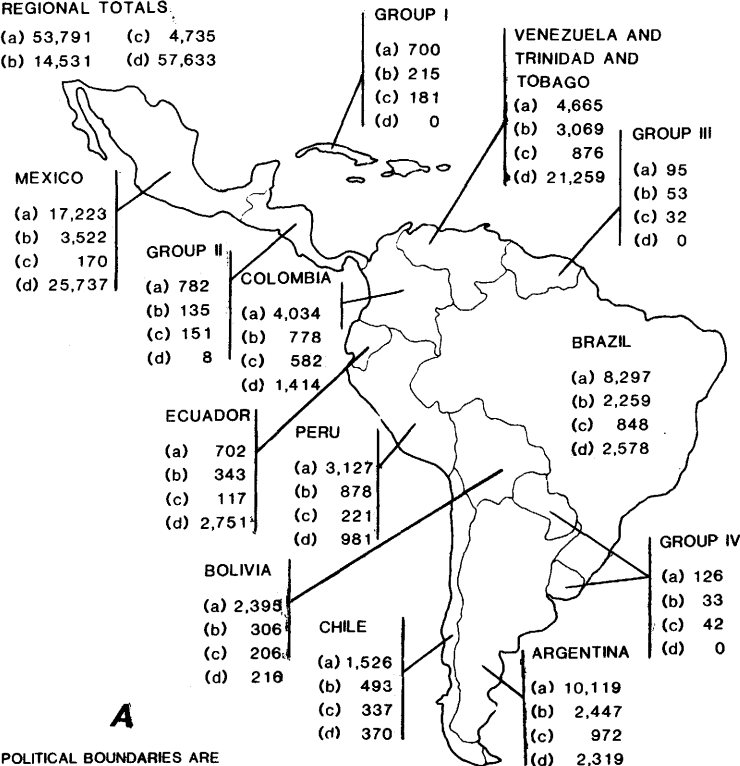 REGIONAL TOTALS
(a) 53,791 (c) 4,735
(b) 14,531 (d) 57,633
GROUP I
(a) 700
(b) 215
(c) 181
(d) 0
VENEZUELA AND
TRINIDAD AND
TOBAGO
(a) 4,665
(b) 3,069
(c) 876
(d) 21,259
GROUP III
(a) 95
(b) 53
(c) 32
(d) 0
MEXICO
(a) 17,223
(b) 3,522
(c) 170
(d) 25,737
GROUP II
(a) 782
(b) 135
(c) 151
(d) 8
COLOMBIA
(a) 4,034
(b) 778
(c) 582
(d) 1,414
BRAZIL
(a) 8,297
(b) 2,259
(c) 848
(d) 2,578
ECUADOR
(a) 702
(b) 343
(c) 117
(d) 2,751
PERU
(a) 3,127
(b) 878
(c) 221
(d) 981
BOLIVIA
(a) 2,395
(b) 306
(c) 206
(d) 216
CHILE
(a) 1,526
(b) 493
(c) 337
(d) 370
GROUP IV
(a) 126
(b) 33
(c) 42
(d) 0
ARGENTINA
(a) 10,119
(b) 2,447
(c) 972
(d) 2,319
A
POLITICAL BOUNDARIES ARE